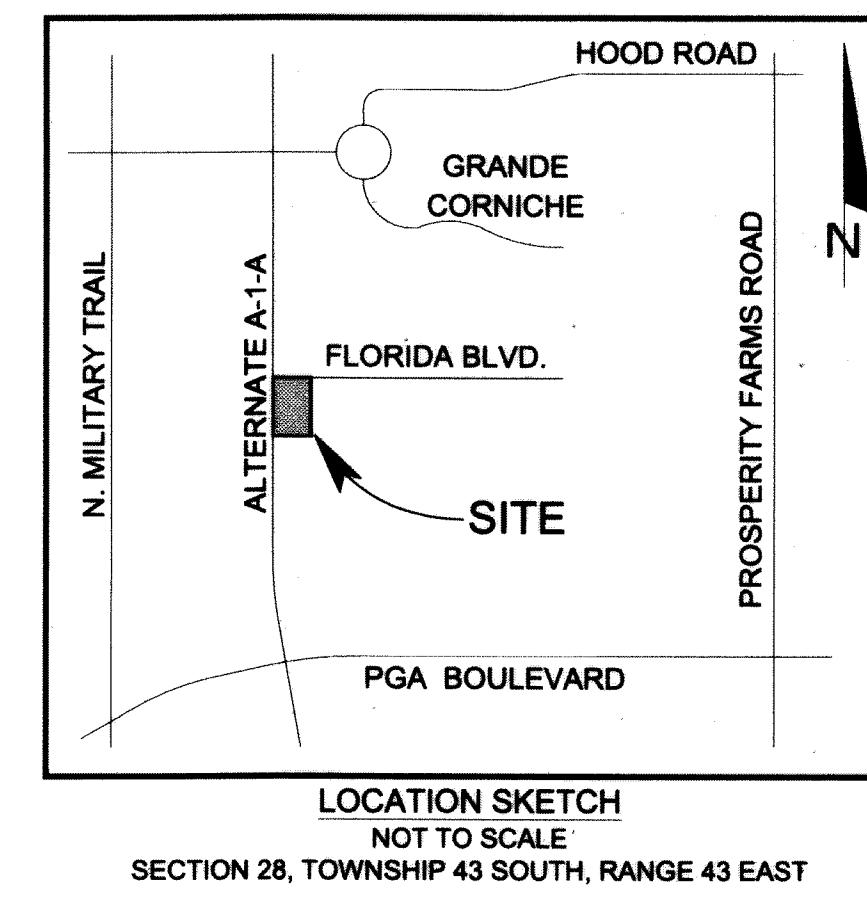 HOOD ROAD
GRANDE
CORNICHE
N
N. MILITARY TRAIL
ALTERNATE A-1-A
PROSPERITY FARMS ROAD
FLORIDA BLVD.
SITE
PGA BOULEVARD
LOCATION SKETCH
NOT TO SCALE
SECTION 28, TOWNSHIP 43 SOUTH, RANGE 43 EAST